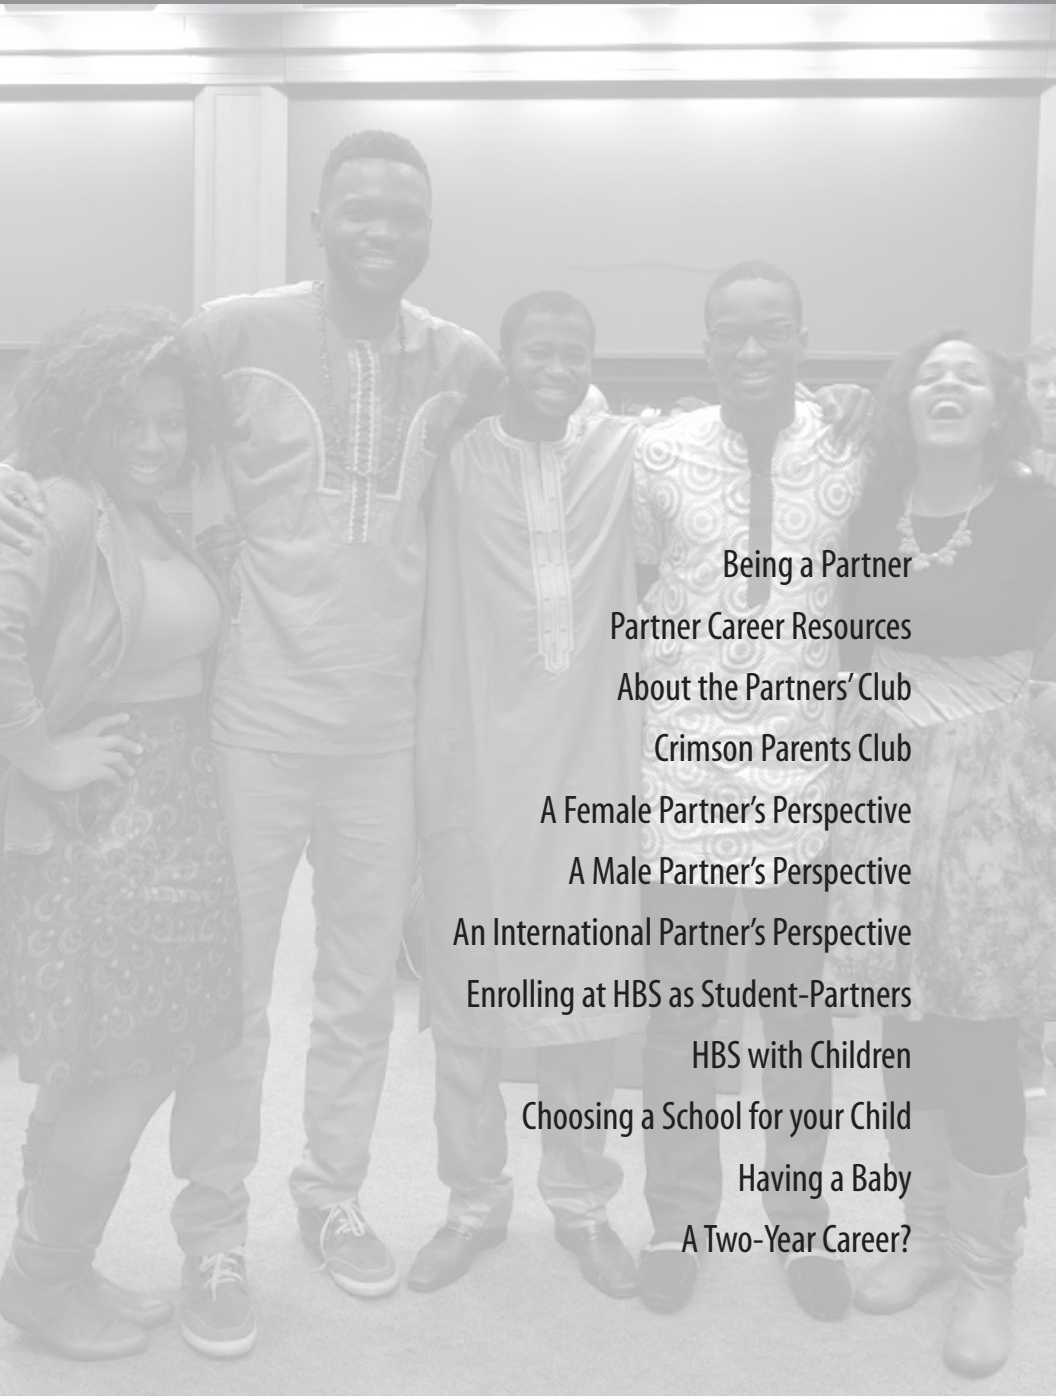 Being a Partner
Partner Career Resources
About the Partners’ Club
Crimson Parents Club
A Female Partner’s Perspective
A Male Partner’s Perspective
An International Partner’s Perspective
Enrolling at HBS as Student-Partners
HBS with Children
Choosing a School for your Child
Having a Baby
A Two-Year Career?